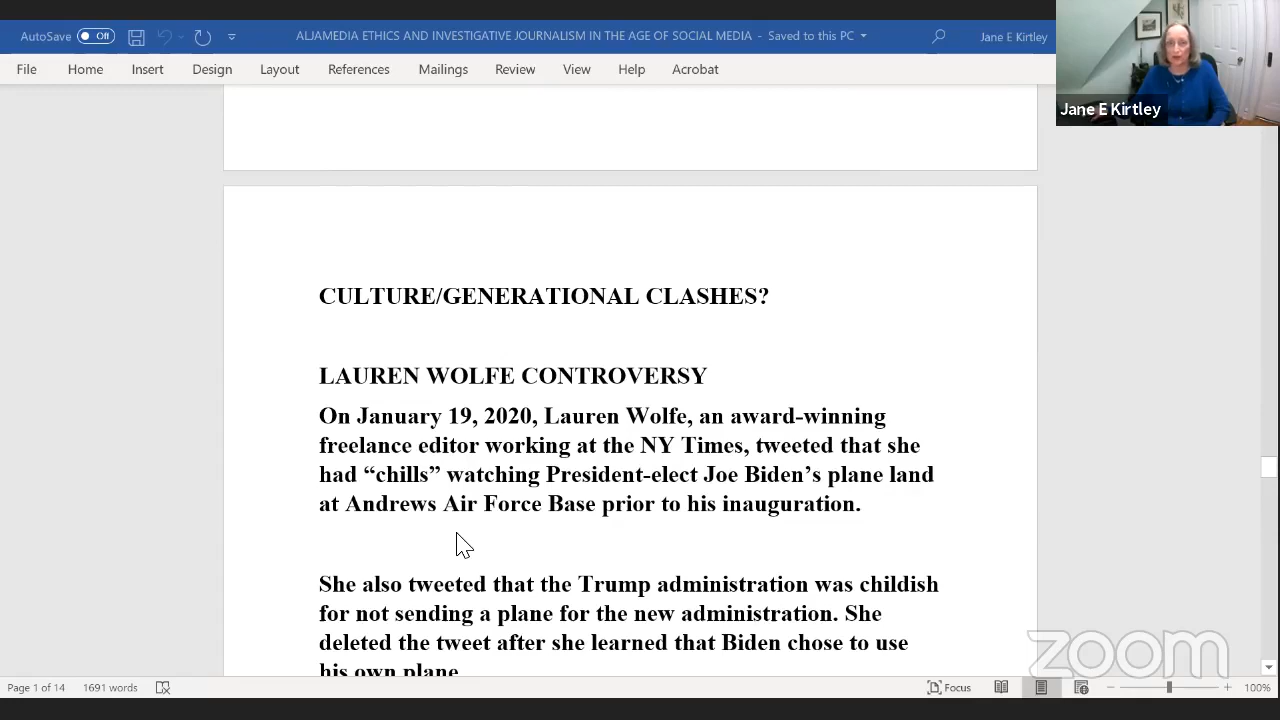 AutoSave Off ALJAMEDIA ETHICS AND INVESTIGATIVE JOURNALISM IN THE AGE OF SOCIAL MEDIA - Saved to this PC Jane E Kirtley
File Home Insert Design Layout References Mailings Review View Help Acrobat
Jane E Kirtley
CULTURE/GENERATIONAL CLASHES?
LAUREN WOLFE CONTROVERSY
On January 19, 2020, Lauren Wolfe, an award-winning
freelance editor working at the NY Times, tweeted that she
had “chills” watching President-elect Joe Biden’s plane land
at Andrews Air Force Base prior to his inauguration.
She also tweeted that the Trump administration was childish
for not sending a plane for the new administration. She
deleted the tweet after she learned that Biden chose to use
his own plane
zoom
Page 1 of 14 1691 words Focus 100%